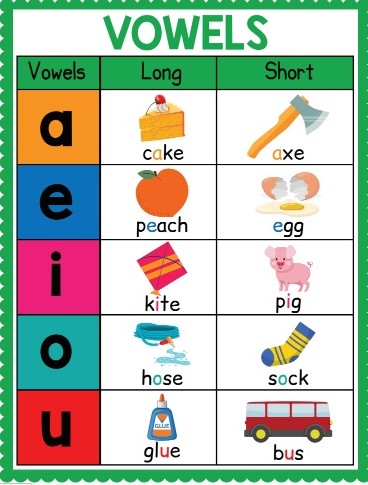 VOWELS
Vowels Long Short
a cake axe
e peach egg
i kite pig
o hose sock
u GLUE glue bus